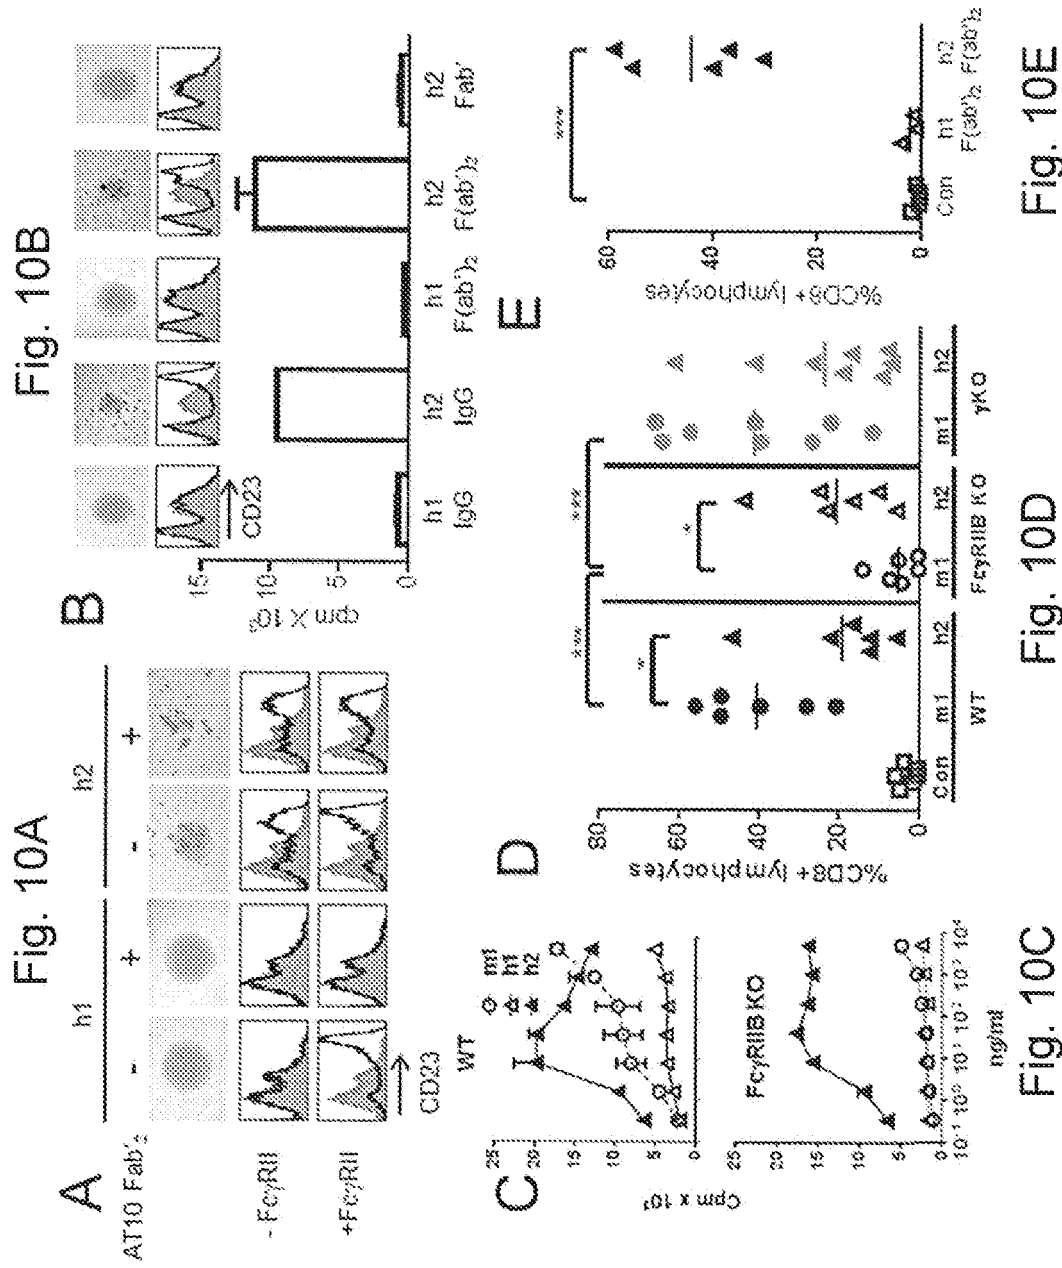 Fig. 10A
A
h1
h2
AT10 Fab'₂
-
+
-
+
- FcγRII
+FcγRII
CD23
Fig. 10B
B
CD23
cpm X 10³
15
10
5
0
h1
IgG
h2
IgG
h1
F(ab')₂
h2
F(ab')₂
h2
Fab'
C
WT
m1
h1
h2
25
20
15
10
5
0
Cpm x 10³
FcγRIIB KO
25
20
15
10
5
0
ng/ml
Fig. 10C
D
%CD8+ lymphocytes
80
60
40
20
0
***
***
*
*
Con
m1
h2
m1
h2
m1
h2
WT
FcγRIIB KO
γKO
Fig. 10D
E
%CD8+ lymphocytes
60
40
20
0
***
Con
h1
F(ab')₂
h2
F(ab')₂
Fig. 10E